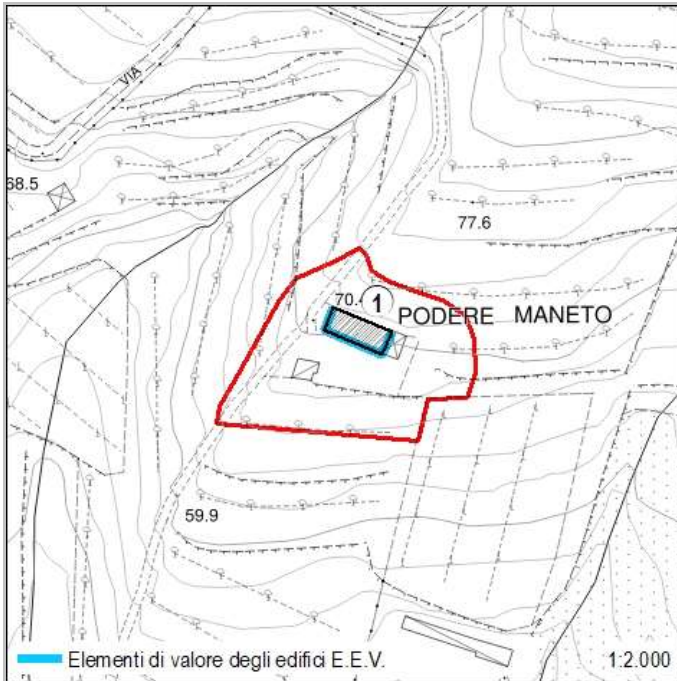 VIA
68.5
77.6
70.
1
PODERE MANETO
59.9
Elementi di valore degli edifici E.E.V.
1:2.000